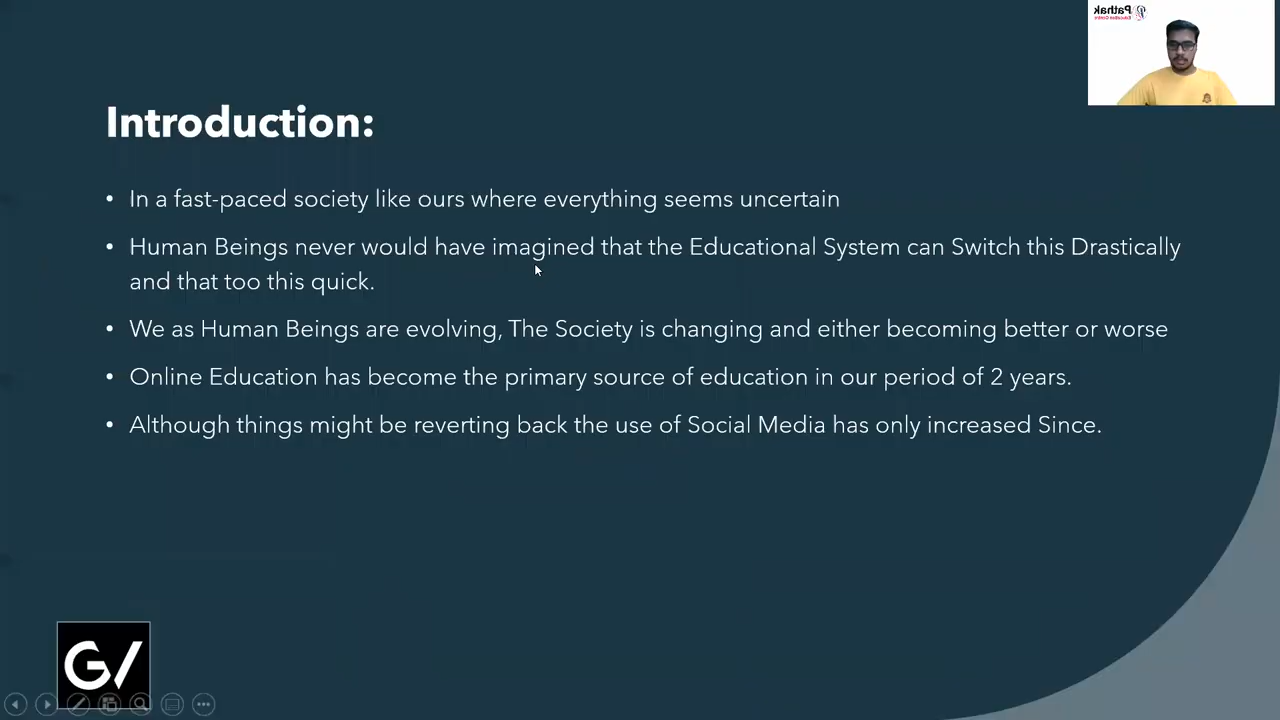 Pathak
Education Centre
Introduction:
• In a fast-paced society like ours where everything seems uncertain
• Human Beings never would have imagined that the Educational System can Switch this Drastically
and that too this quick.
• We as Human Beings are evolving, The Society is changing and either becoming better or worse
• Online Education has become the primary source of education in our period of 2 years.
• Although things might be reverting back the use of Social Media has only increased Since.
GV